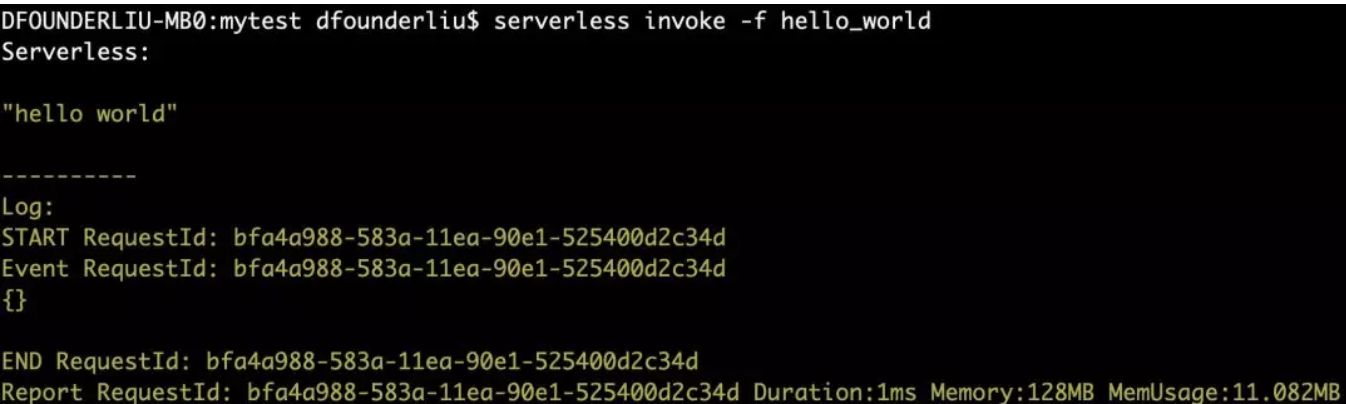 DFOUNDERLIU-MB0:mytest dfounderliu$ serverless invoke -f hello_world
Serverless:
"hello world"
----------
Log:
START RequestId: bfa4a988-583a-11ea-90e1-525400d2c34d
Event RequestId: bfa4a988-583a-11ea-90e1-525400d2c34d
{}
END RequestId: bfa4a988-583a-11ea-90e1-525400d2c34d
Report RequestId: bfa4a988-583a-11ea-90e1-525400d2c34d Duration:1ms Memory:128MB MemUsage:11.082MB